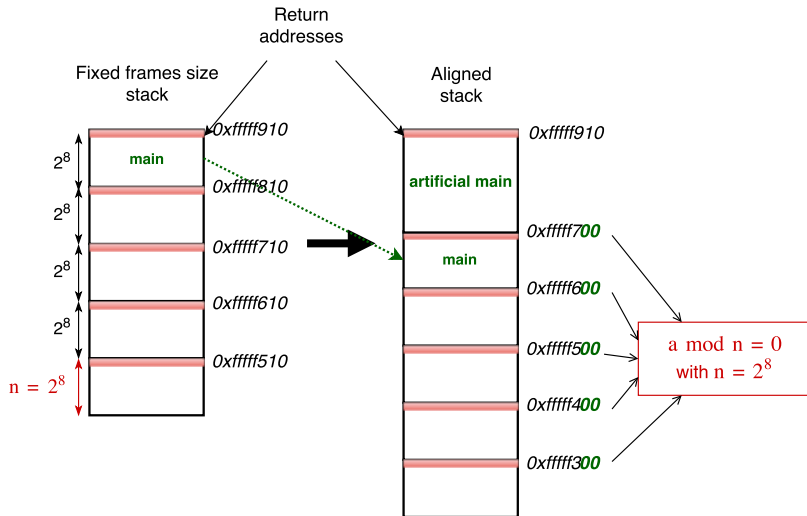 Return
addresses
Fixed frames size
stack
Aligned
stack
0xfffff910
main
2^8
0xfffff810
2^8
0xfffff710
2^8
0xfffff610
2^8
0xfffff510
n = 2^8
0xfffff910
artificial main
0xfffff700
main
0xfffff600
0xfffff500
0xfffff400
0xfffff300
a mod n = 0
with n = 2^8